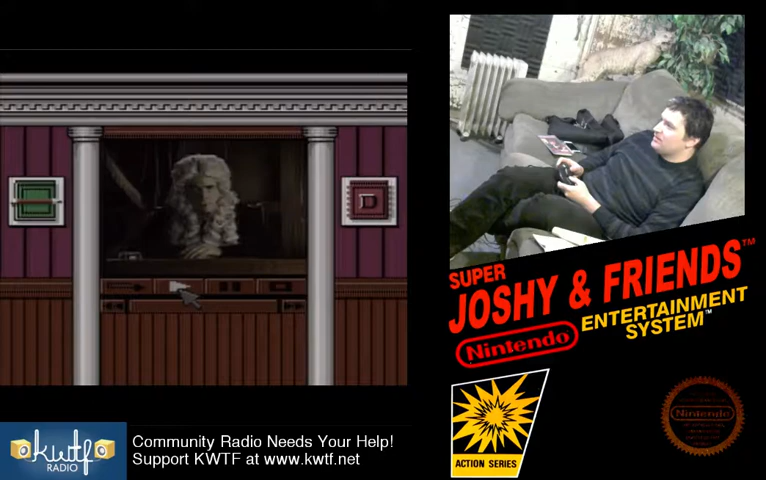 D
SUPER
JOSHY & FRIENDS™
Nintendo
ENTERTAINMENT
SYSTEM™
ACTION SERIES
Nintendo
kwtf
RADIO
Community Radio Needs Your Help!
Support KWTF at www.kwtf.net